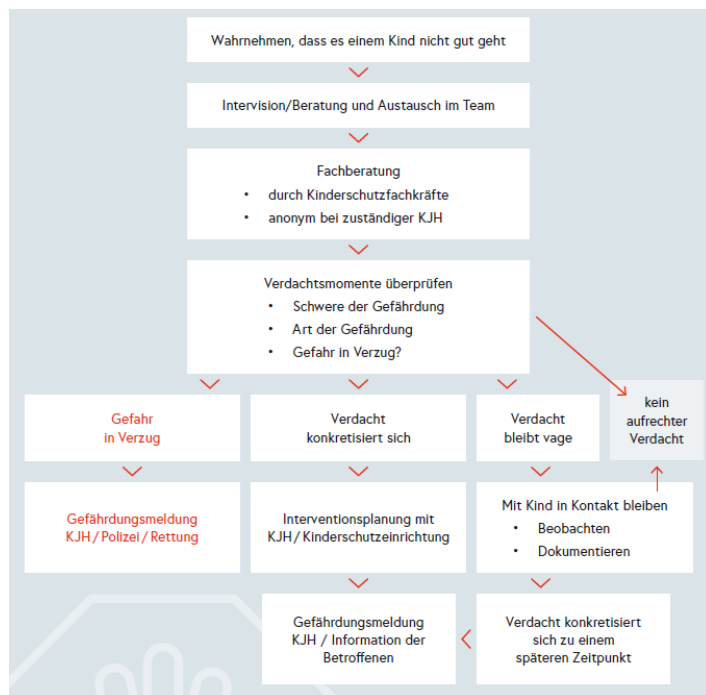 Wahrnehmen, dass es einem Kind nicht gut geht
Intervision/Beratung und Austausch im Team
Fachberatung
• durch Kinderschutzfachkräfte
• anonym bei zuständiger KJH
Verdachtsmomente überprüfen
• Schwere der Gefährdung
• Art der Gefährdung
• Gefahr in Verzug?
Gefahr
in Verzug
Verdacht
konkretisiert sich
Verdacht
bleibt vage
kein
aufrechter
Verdacht
Gefährdungsmeldung
KJH / Polizei / Rettung
Interventionsplanung mit
KJH / Kinderschutzeinrichtung
Mit Kind in Kontakt bleiben
• Beobachten
• Dokumentieren
Gefährdungsmeldung
KJH / Information der
Betroffenen
Verdacht konkretisiert
sich zu einem
späteren Zeitpunkt